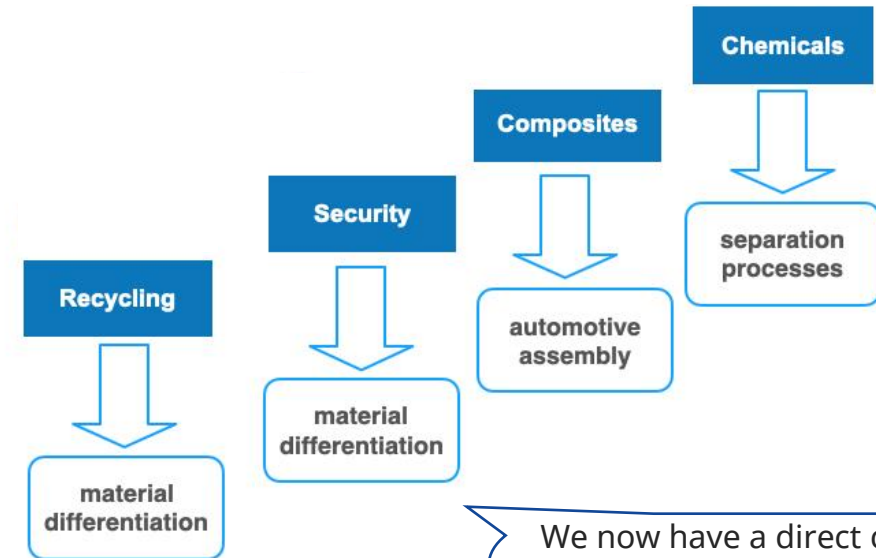 Chemicals
Composites
Security
separation
processes
Recycling
automotive
assembly
material
differentiation
material
differentiation
We now have a direct